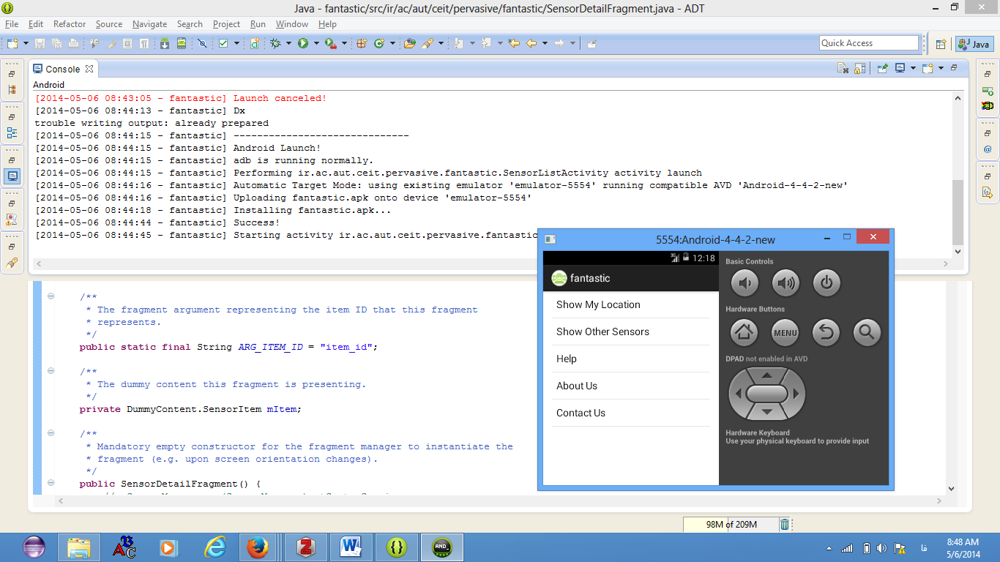 Java - fantastic/src/ir/ac/aut/ceit/pervasive/fantastic/SensorDetailFragment.java - ADT
File Edit Refactor Source Navigate Search Project Run Window Help
Quick Access
Java
Console
Android
[2014-05-06 08:43:05 - fantastic] Launch canceled!
[2014-05-06 08:44:13 - fantastic] Dx
trouble writing output: already prepared
[2014-05-06 08:44:15 - fantastic] ------------------------------
[2014-05-06 08:44:15 - fantastic] Android Launch!
[2014-05-06 08:44:15 - fantastic] adb is running normally.
[2014-05-06 08:44:15 - fantastic] Performing ir.ac.aut.ceit.pervasive.fantastic.SensorListActivity activity launch
[2014-05-06 08:44:16 - fantastic] Automatic Target Mode: using existing emulator 'emulator-5554' running compatible AVD 'Android-4-4-2-new'
[2014-05-06 08:44:16 - fantastic] Uploading fantastic.apk onto device 'emulator-5554'
[2014-05-06 08:44:18 - fantastic] Installing fantastic.apk...
[2014-05-06 08:44:44 - fantastic] Success!
[2014-05-06 08:44:45 - fantastic] Starting activity ir.ac.aut.ceit.pervasive.fantastic
/**
* The fragment argument representing the item ID that this fragment
* represents.
*/
public static final String ARG_ITEM_ID = "item_id";
/**
* The dummy content this fragment is presenting.
*/
private DummyContent.SensorItem mItem;
/**
* Mandatory empty constructor for the fragment manager to instantiate the
* fragment (e.g. upon screen orientation changes).
*/
public SensorDetailFragment() {
5554:Android-4-4-2-new
3G 12:18
fantastic
Show My Location
Show Other Sensors
Help
About Us
Contact Us
Basic Controls
Hardware Buttons
MENU
DPAD not enabled in AVD
Hardware Keyboard
Use your physical keyboard to provide input
98M of 209M
فا
8:48 AM
5/6/2014